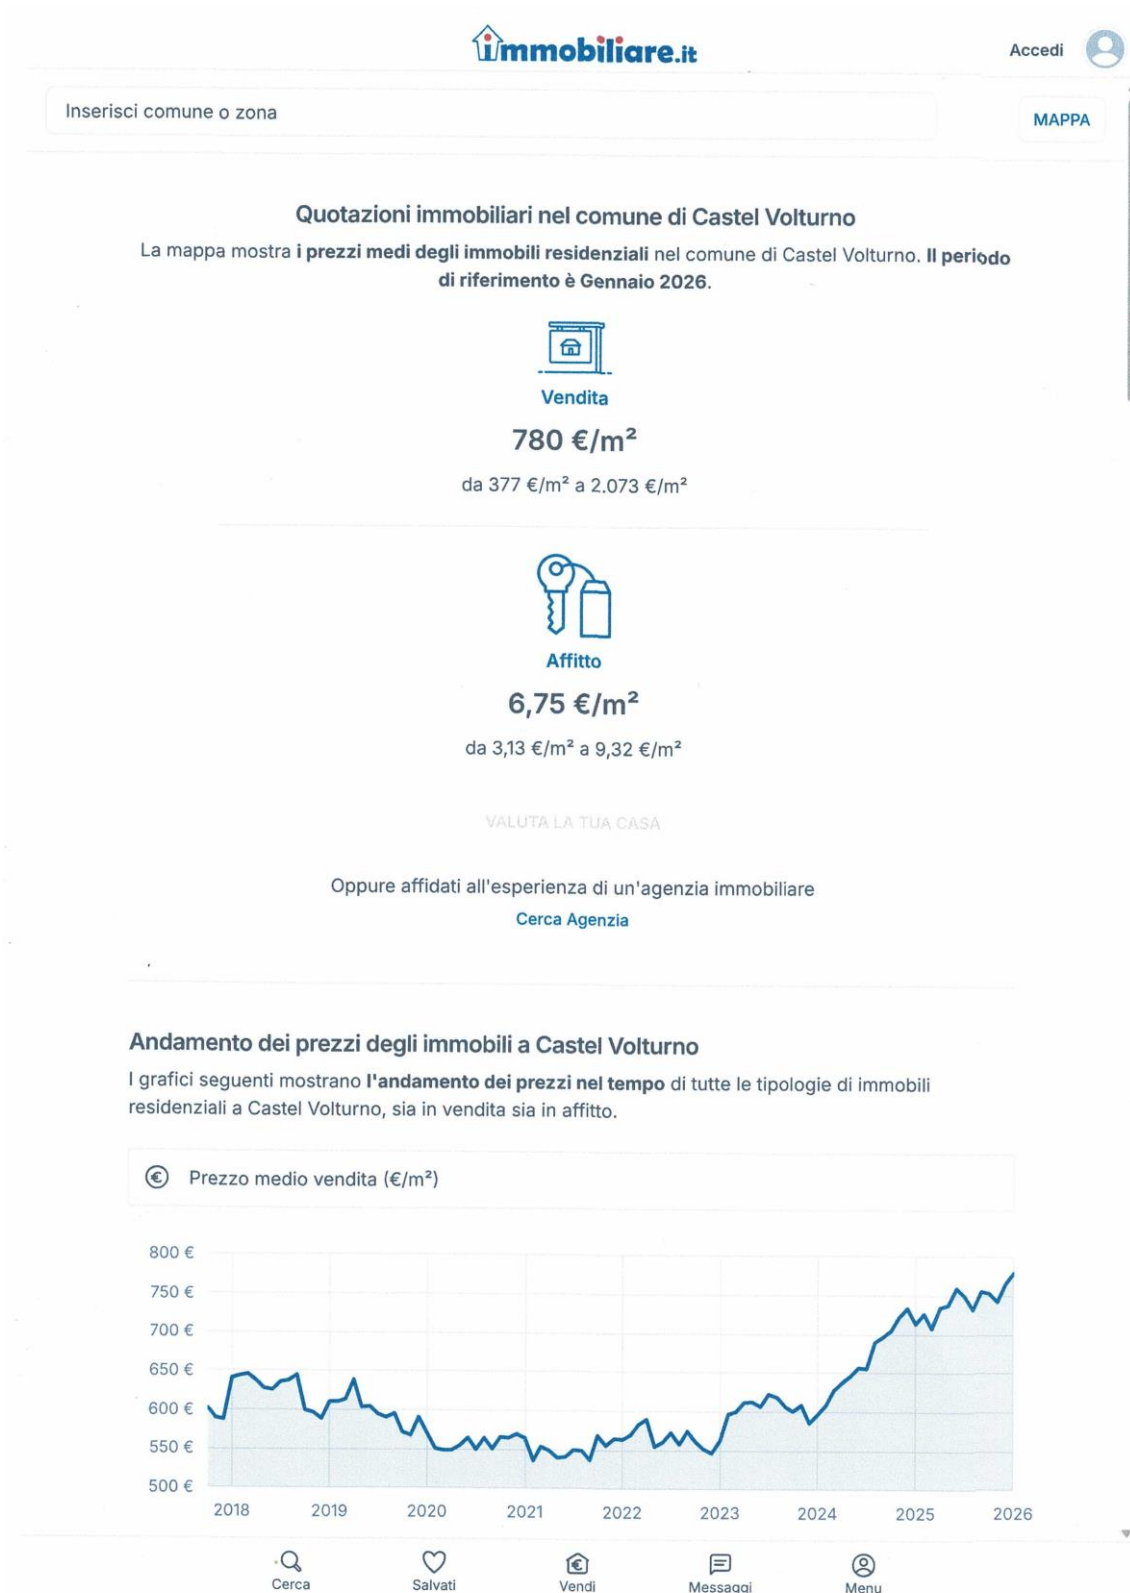 immobiliare.it
Accedi
Inserisci comune o zona
MAPPA
Quotazioni immobiliari nel comune di Castel Volturno
La mappa mostra i prezzi medi degli immobili residenziali nel comune di Castel Volturno. Il periodo
di riferimento è Gennaio 2026.
Vendita
780 €/m²
da 377 €/m² a 2.073 €/m²
Affitto
6,75 €/m²
da 3,13 €/m² a 9,32 €/m²
VALUTA LA TUA CASA
Oppure affidati all'esperienza di un'agenzia immobiliare
Cerca Agenzia
Andamento dei prezzi degli immobili a Castel Volturno
I grafici seguenti mostrano l'andamento dei prezzi nel tempo di tutte le tipologie di immobili
residenziali a Castel Volturno, sia in vendita sia in affitto.
€ Prezzo medio vendita (€/m²)
800 €
750 €
700 €
650 €
600 €
550 €
500 €
2018 2019 2020 2021 2022 2023 2024 2025 2026
Cerca Salvati Vendi Messaggi Menu